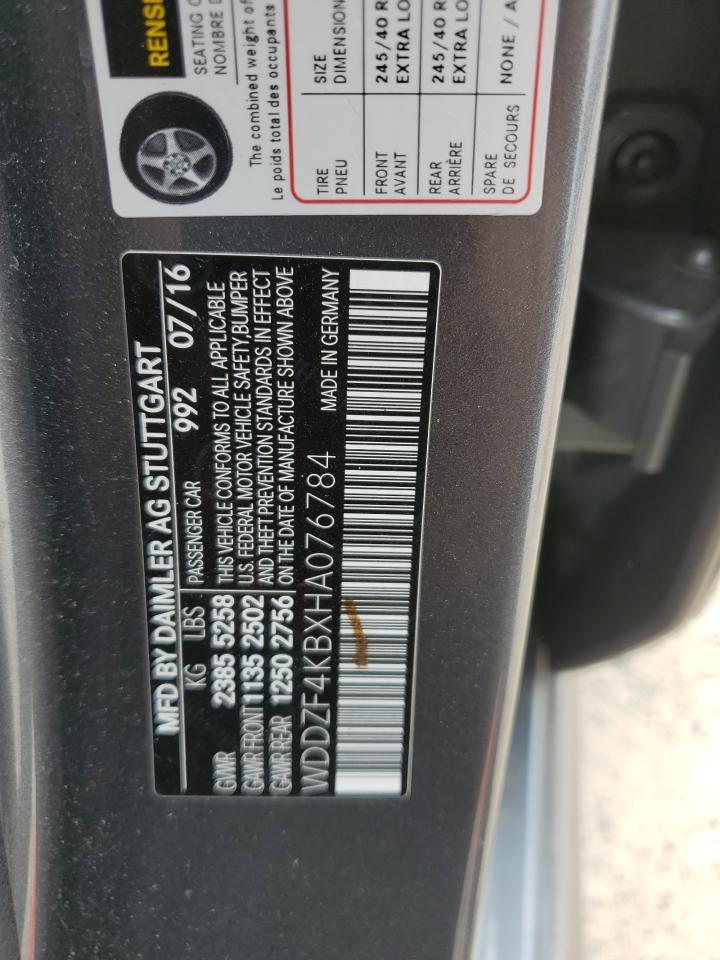 RENSE
SEATING C
NOMBRE D
The combined weight of
Le poids total des occupants
TIRE SIZE
PNEU DIMENSION
FRONT 245/40 R
AVANT EXTRA LO
REAR 245/40 R
ARRIÈRE EXTRA LO
SPARE NONE / A
DE SECOURS
MFD BY DAIMLER AG STUTTGART
KG LBS PASSENGER CAR 992 07/16
GVWR 2385 5258 THIS VEHICLE CONFORMS TO ALL APPLICABLE
GAWR FRONT 1135 2502 U.S. FEDERAL MOTOR VEHICLE SAFETY, BUMPER
GAWR REAR 1250 2756 AND THEFT PREVENTION STANDARDS IN EFFECT
ON THE DATE OF MANUFACTURE SHOWN ABOVE
WDDZF4KBXHA076784 MADE IN GERMANY